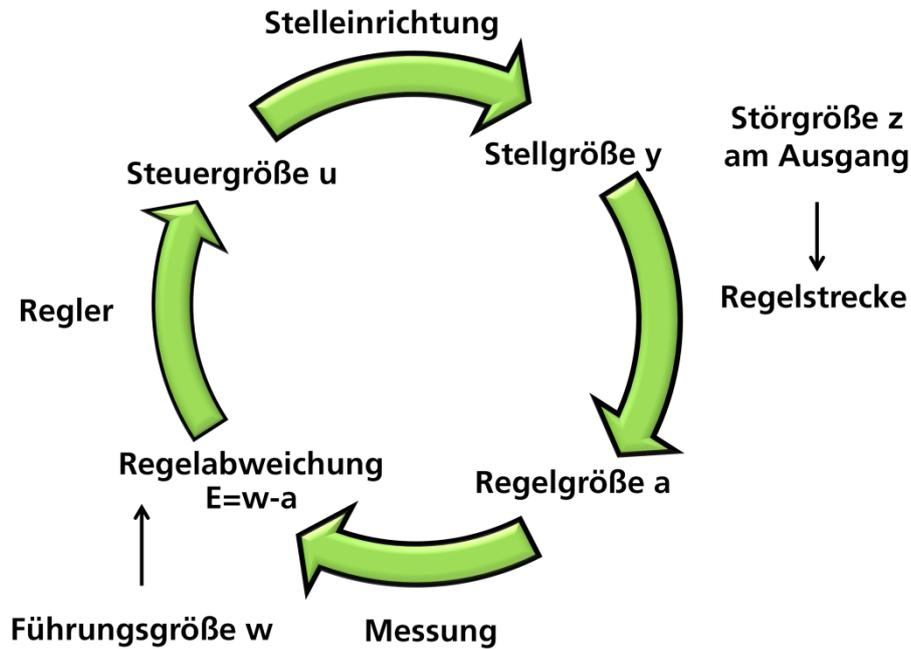 Stelleinrichtung
Störgröße z
am Ausgang
Stellgröße y
Steuergröße u
Regler
Regelstrecke
Regelabweichung
E=w-a
Regelgröße a
Führungsgröße w
Messung